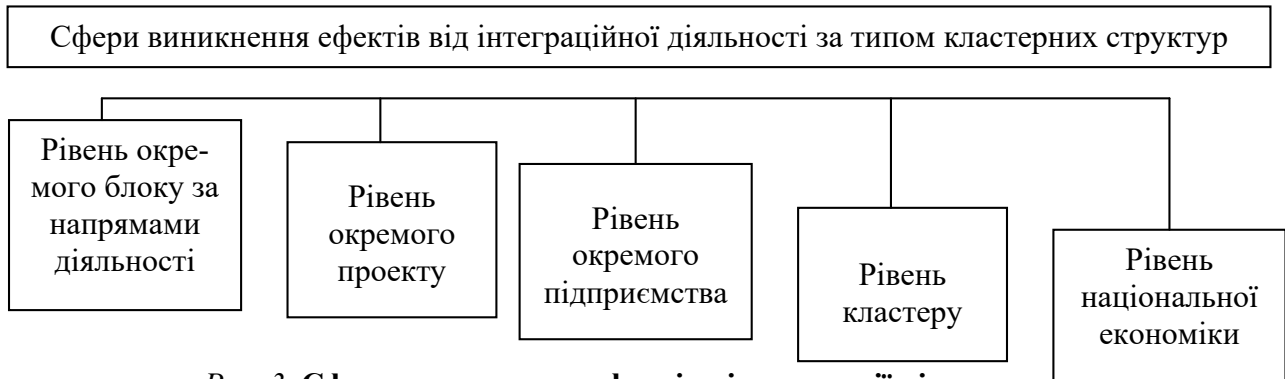 Сфери виникнення ефектів від інтеграційної діяльності за типом кластерних структур
Рівень окре-
мого блоку за
напрямами
діяльності
Рівень
окремого
проекту
Рівень
окремого
підприємства
Рівень
кластеру
Рівень
національної
економіки